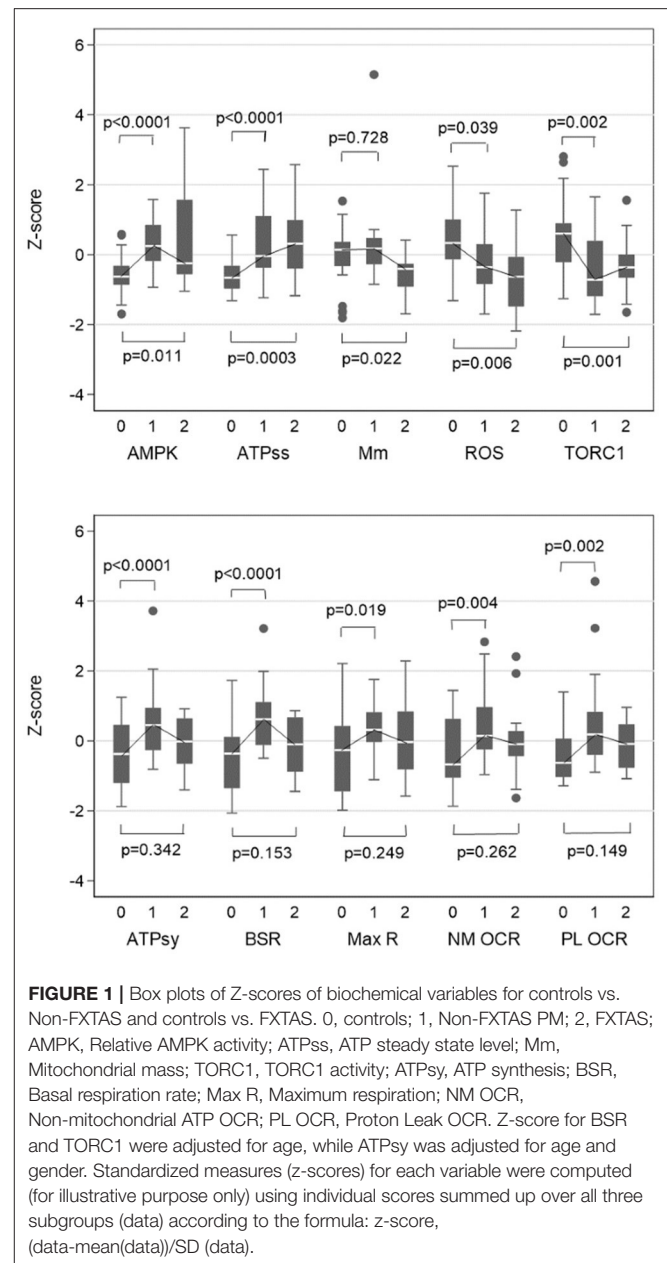 6
4
2
0
-2
-4
Z-score
p<0.0001
p<0.0001
p=0.728
p=0.039
p=0.002
p=0.011
p=0.0003
p=0.022
p=0.006
p=0.001
0 1 2 0 1 2 0 1 2 0 1 2 0 1 2
AMPK ATPss Mm ROS TORC1
6
4
2
0
-2
-4
Z-score
p<0.0001
p<0.0001
p=0.019
p=0.004
p=0.002
p=0.342
p=0.153
p=0.249
p=0.262
p=0.149
0 1 2 0 1 2 0 1 2 0 1 2 0 1 2
ATPsy BSR Max R NM OCR PL OCR
FIGURE 1 | Box plots of Z-scores of biochemical variables for controls vs.
Non-FXTAS and controls vs. FXTAS. 0, controls; 1, Non-FXTAS PM; 2, FXTAS;
AMPK, Relative AMPK activity; ATPss, ATP steady state level; Mm,
Mitochondrial mass; TORC1, TORC1 activity; ATPsy, ATP synthesis; BSR,
Basal respiration rate; Max R, Maximum respiration; NM OCR,
Non-mitochondrial ATP OCR; PL OCR, Proton Leak OCR. Z-score for BSR
and TORC1 were adjusted for age, while ATPsy was adjusted for age and
gender. Standardized measures (z-scores) for each variable were computed
(for illustrative purpose only) using individual scores summed up over all three
subgroups (data) according to the formula: z-score,
(data-mean(data))/SD (data).